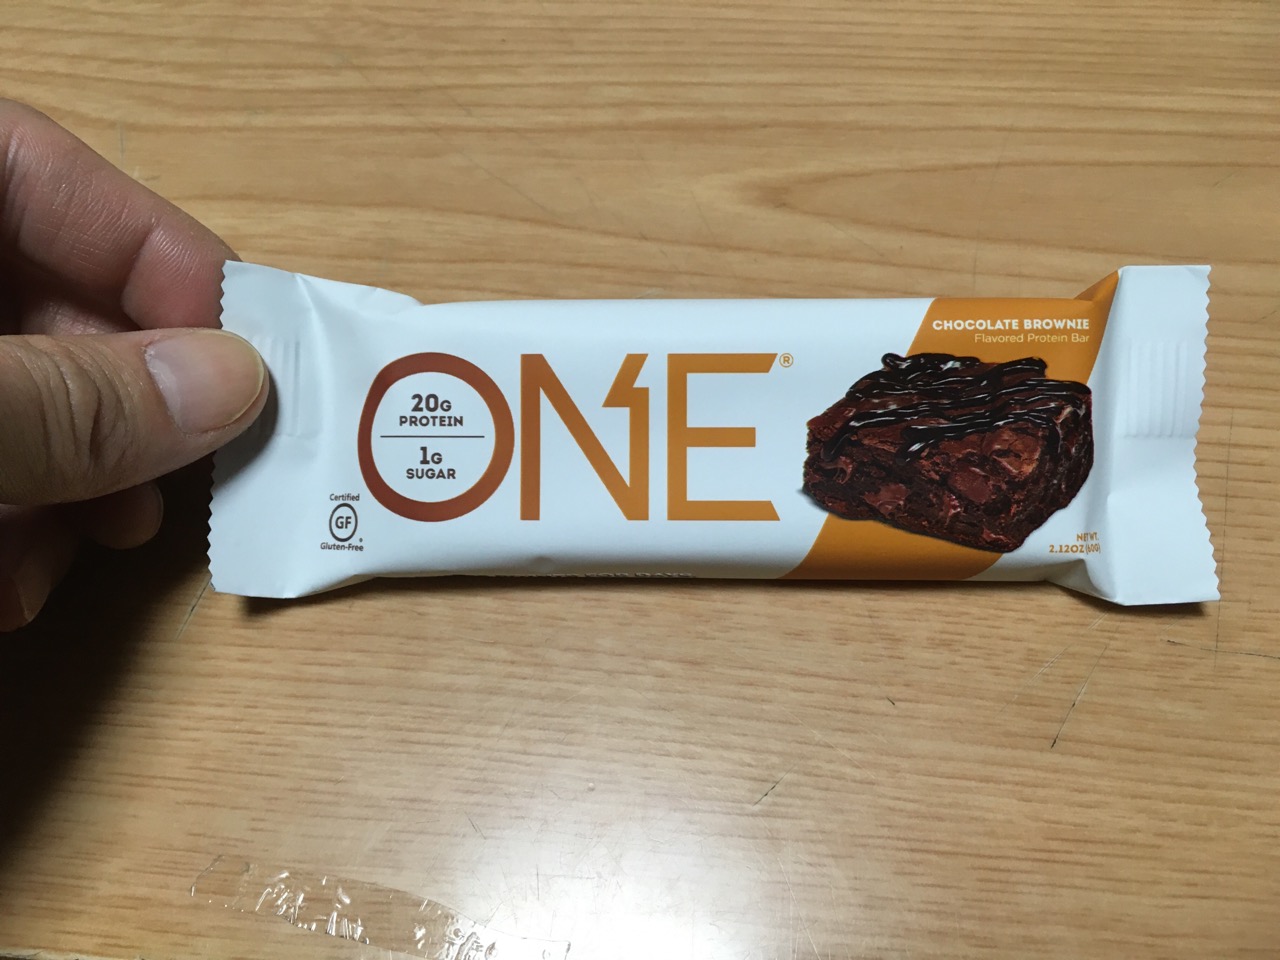 ONE®
20G
PROTEIN
1G
SUGAR
Certified
GF
Gluten-Free
CHOCOLATE BROWNIE
Flavored Protein Bar
NET WT.
2.12OZ (60G)